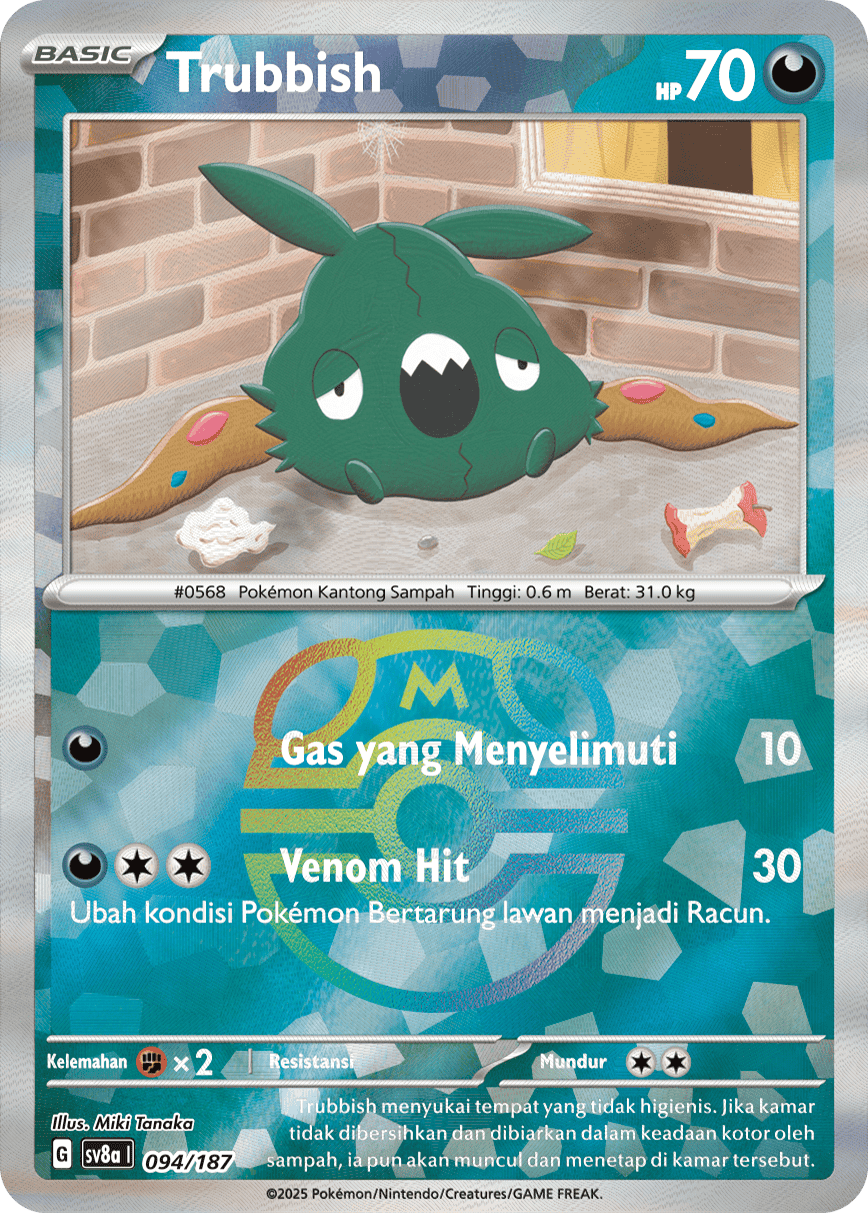 BASIC Trubbish HP 70
#0568 Pokémon Kantong Sampah Tinggi: 0.6 m Berat: 31.0 kg
M
Gas yang Menyelimuti 10
Venom Hit 30
Ubah kondisi Pokémon Bertarung lawan menjadi Racun.
Kelemahan ×2 Resistansi Mundur
Illus. Miki Tanaka
G sv8a I 094/187
Trubbish menyukai tempat yang tidak higienis. Jika kamar
tidak dibersihkan dan dibiarkan dalam keadaan kotor oleh
sampah, ia pun akan muncul dan menetap di kamar tersebut.
©2025 Pokémon/Nintendo/Creatures/GAME FREAK.